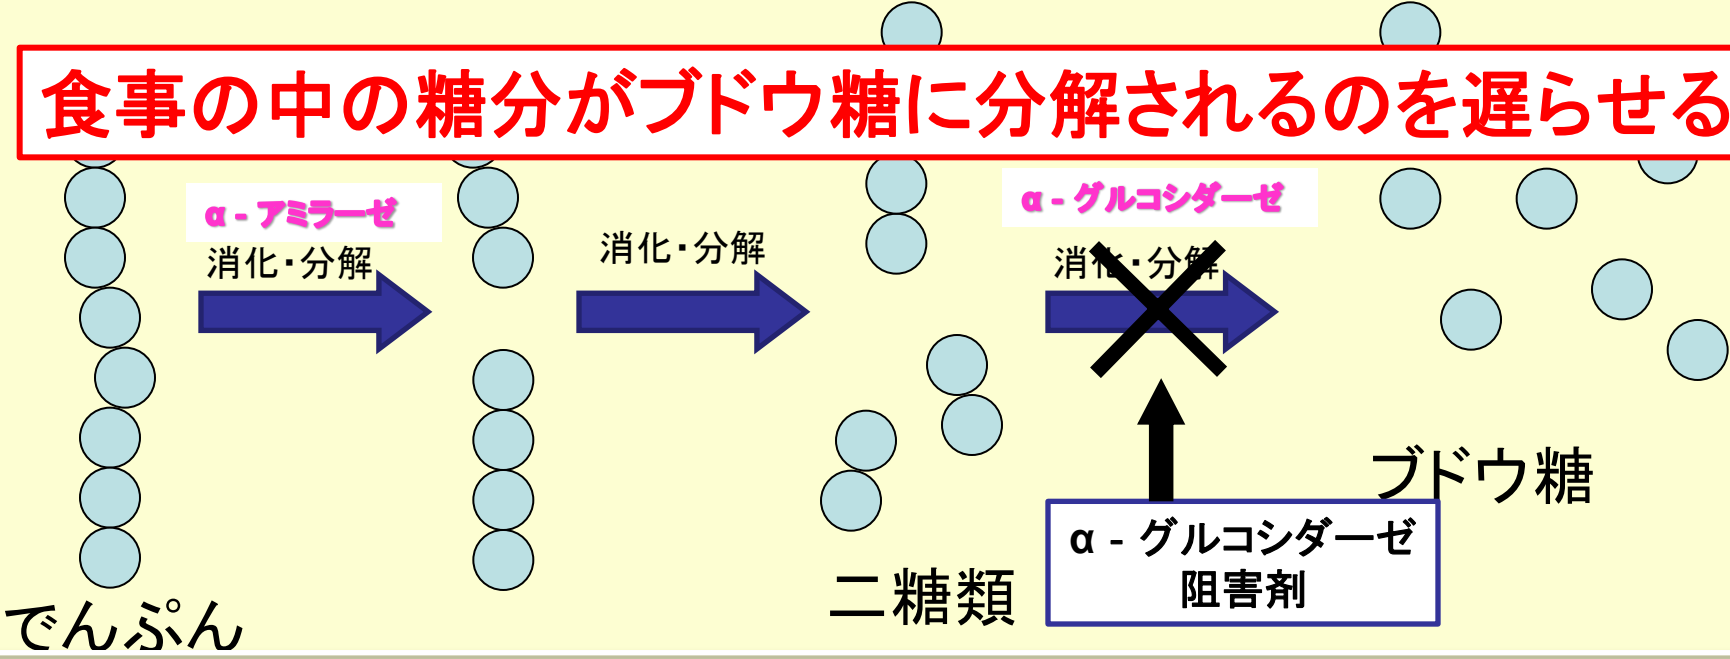 食事の中の糖分がブドウ糖に分解されるのを遅らせる
α - アミラーゼ
消化・分解
消化・分解
α - グルコシダーゼ
消化・分解
ブドウ糖
α - グルコシダーゼ
阻害剤
二糖類
でんぷん